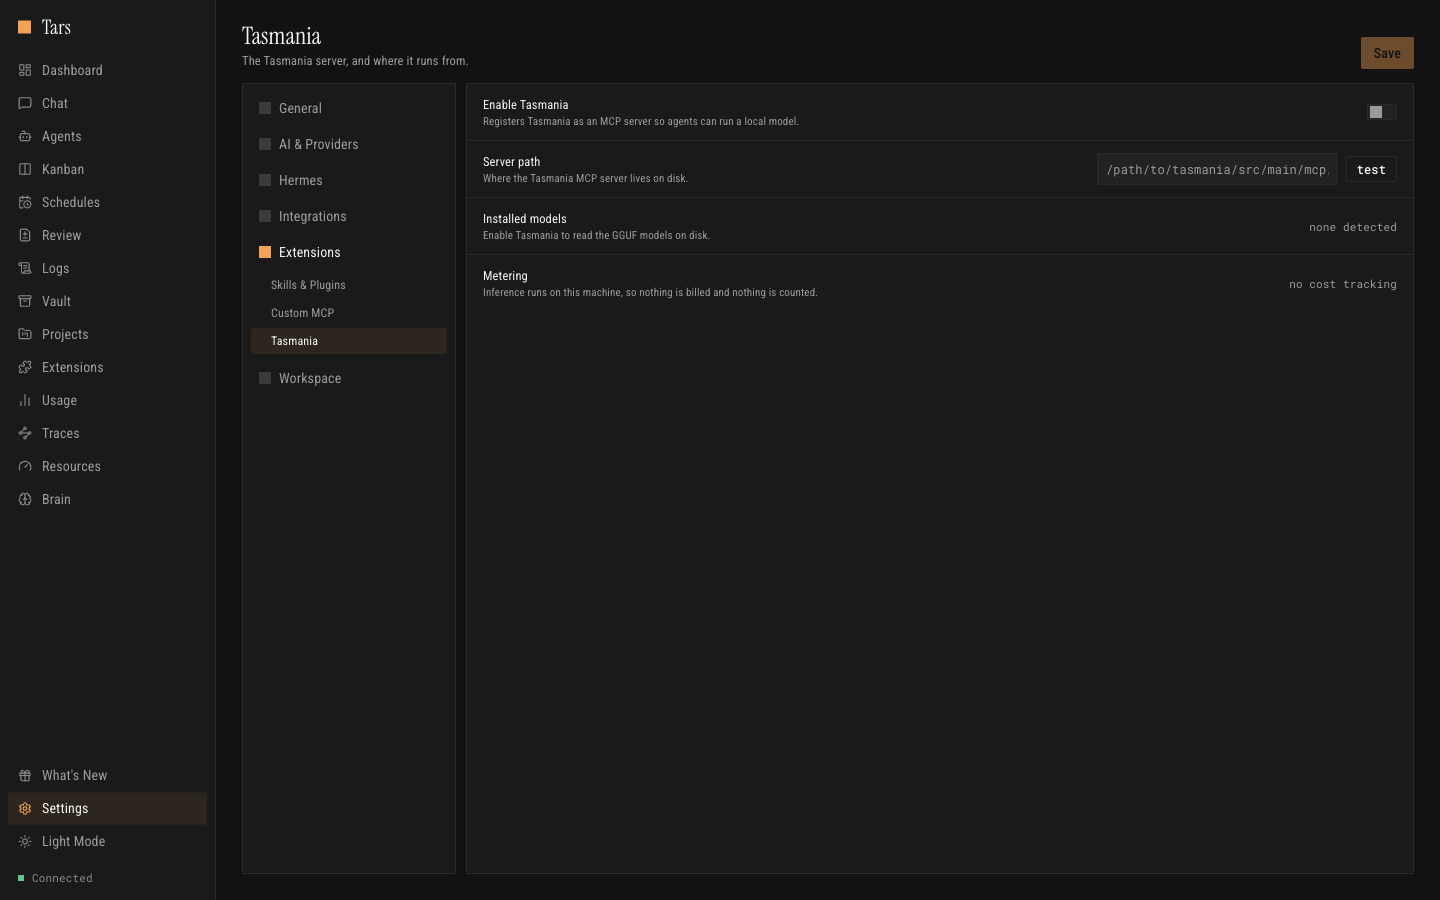 Tars
Dashboard
Chat
Agents
Kanban
Schedules
Review
Logs
Vault
Projects
Extensions
Usage
Traces
Resources
Brain
What's New
Settings
Light Mode
Connected
Tasmania
The Tasmania server, and where it runs from.
Save
General
AI & Providers
Hermes
Integrations
Extensions
Skills & Plugins
Custom MCP
Tasmania
Workspace
Enable Tasmania
Registers Tasmania as an MCP server so agents can run a local model.
Server path
Where the Tasmania MCP server lives on disk.
/path/to/tasmania/src/main/mcp.
test
Installed models
Enable Tasmania to read the GGUF models on disk.
none detected
Metering
Inference runs on this machine, so nothing is billed and nothing is counted.
no cost tracking